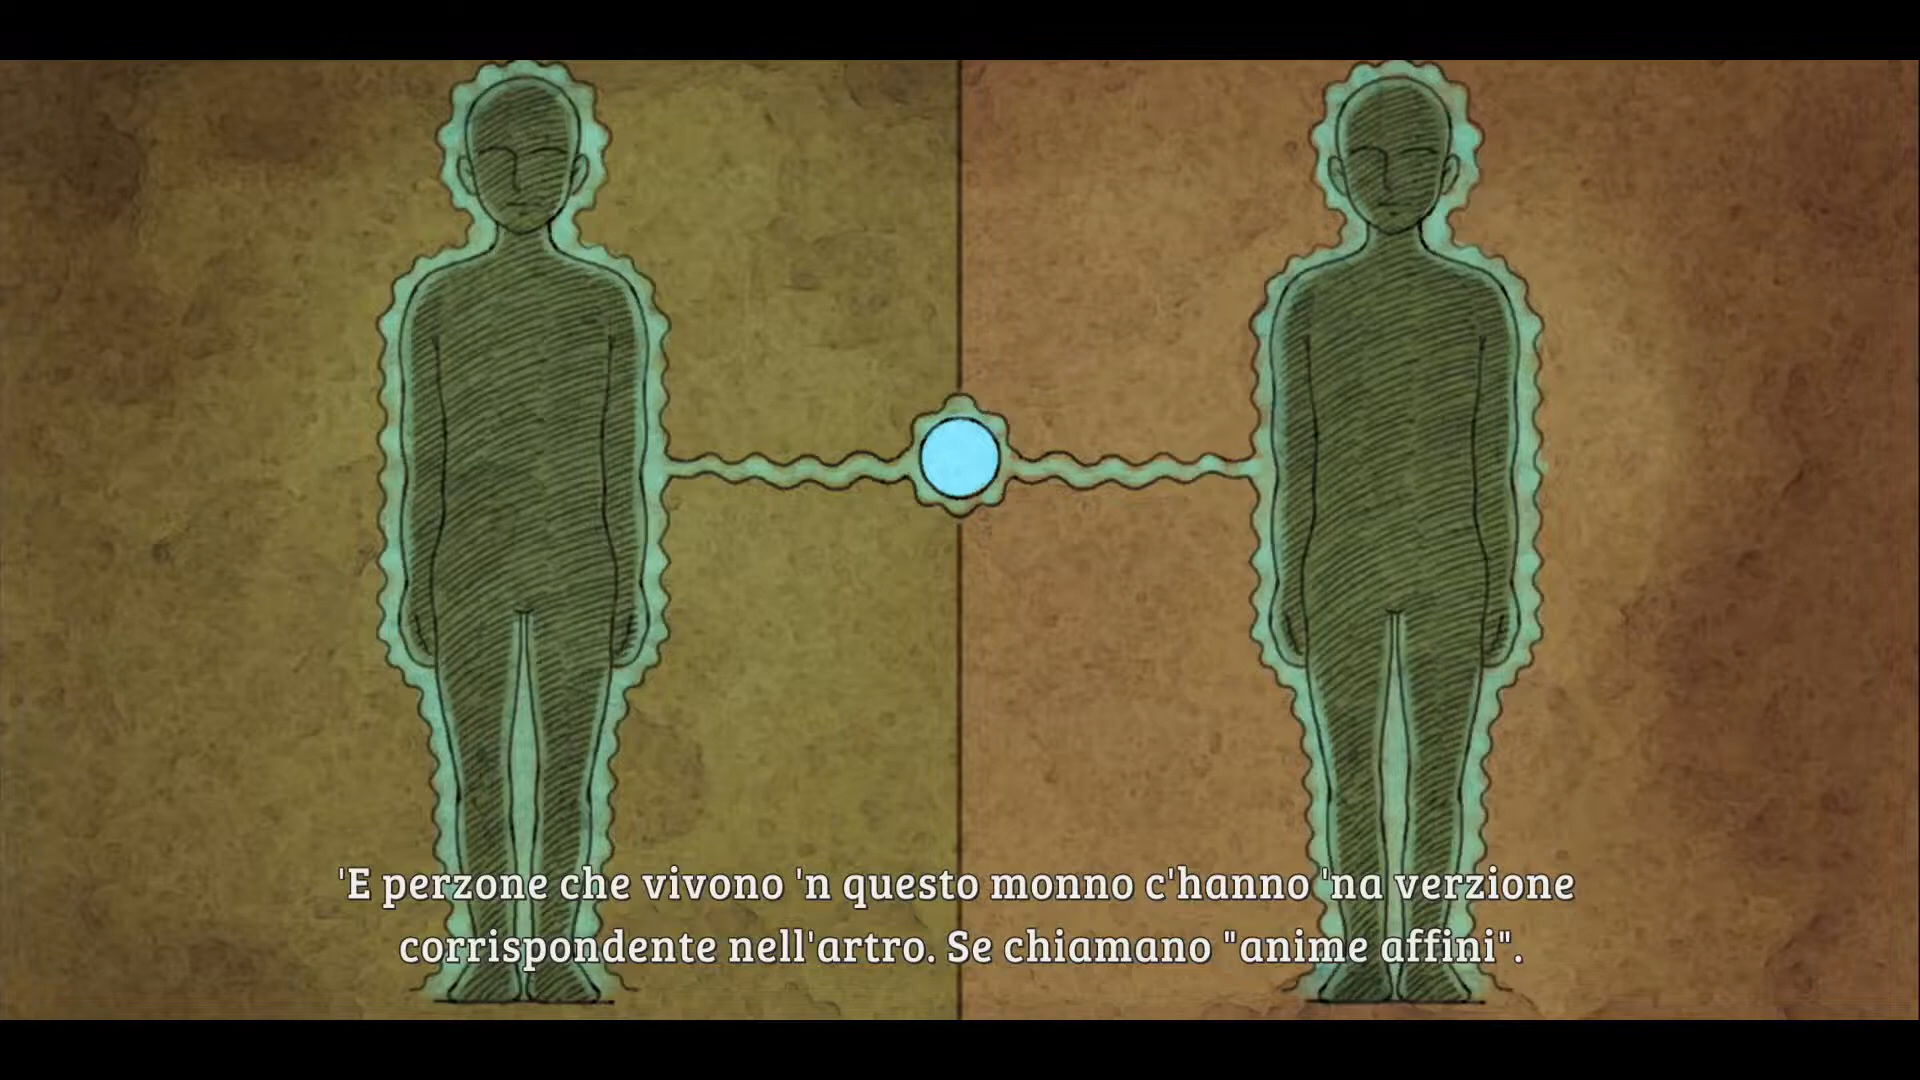 'E perzone che vivono 'n questo monno c'hanno 'na verzione
corrispondente nell'artro. Se chiamano "anime affini".